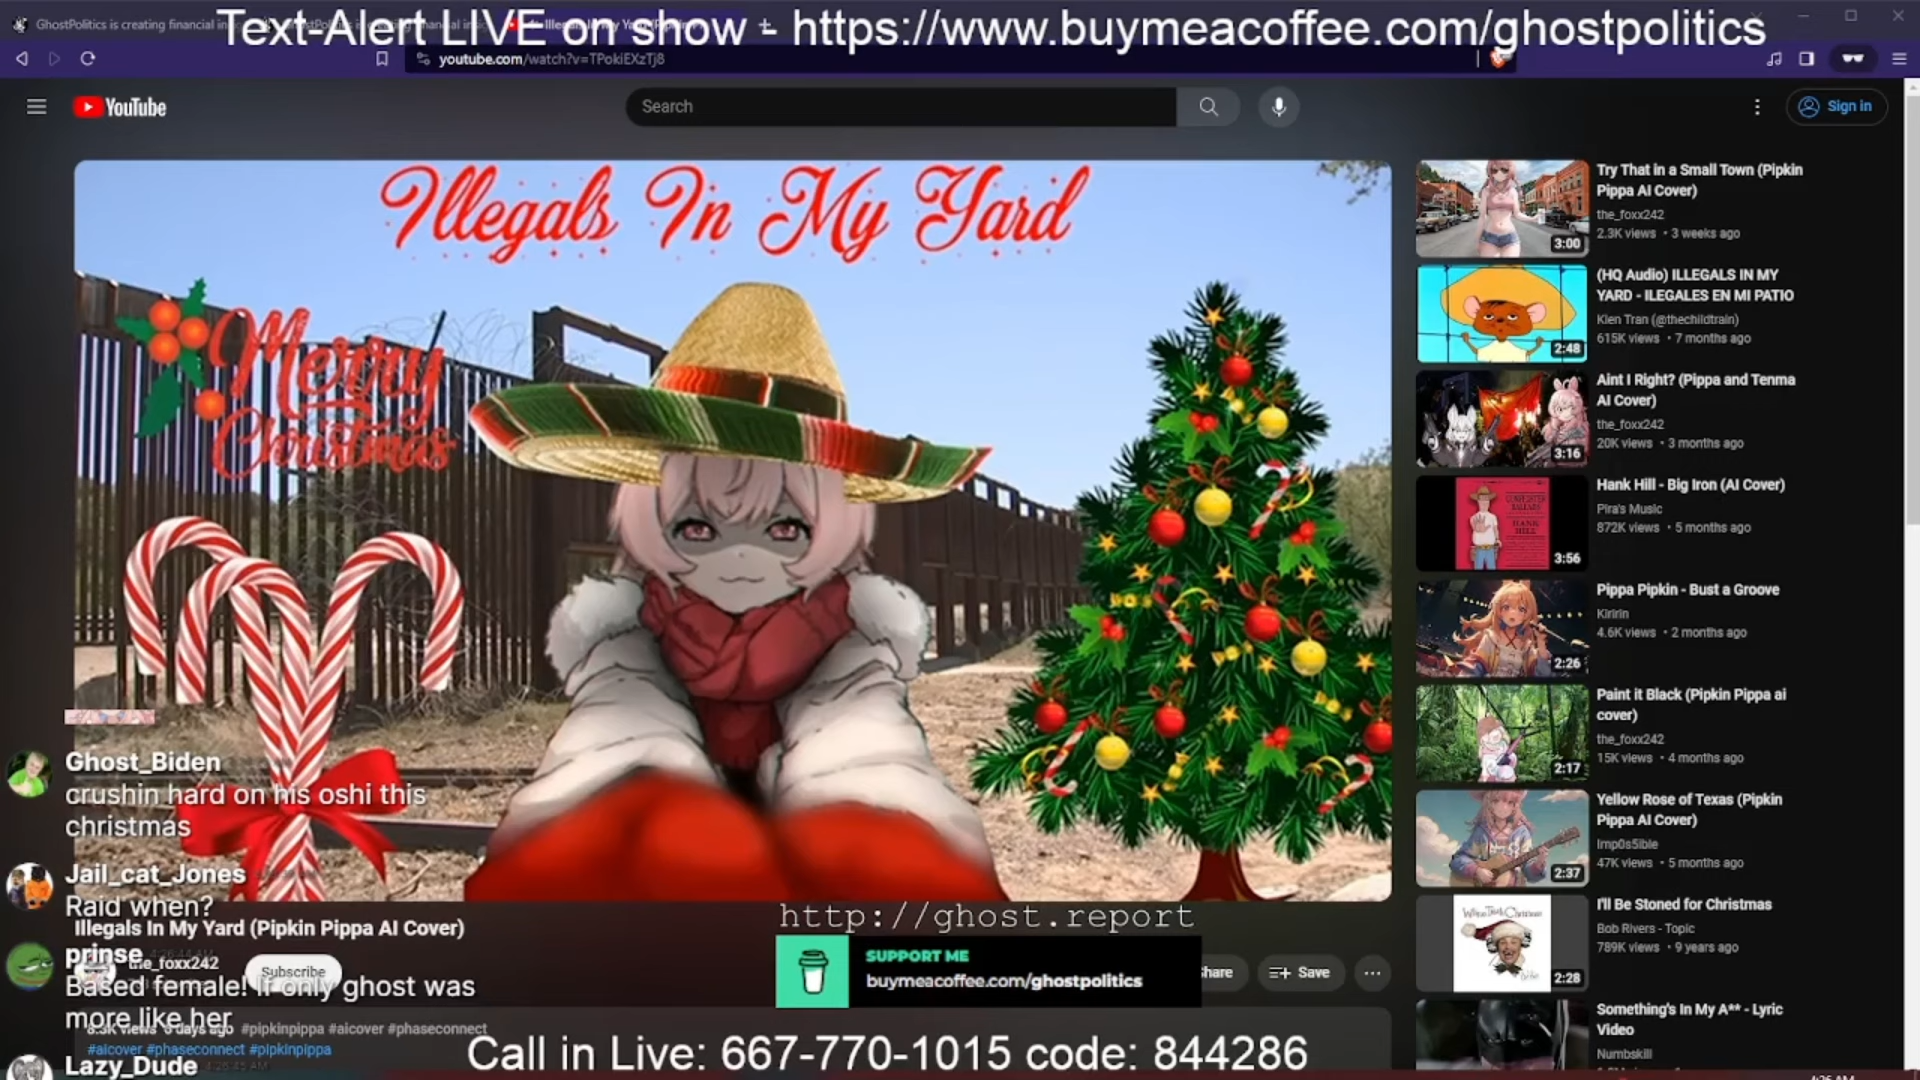 GhostPolitics is creating financial in
Text-Alert LIVE on show - https://www.buymeacoffee.com/ghostpolitics
youtube.com/watch?v=TPokiEXzTj8
YouTube
Search
Sign in
Illegals In My Yard
Merry
Christmas
Ghost_Biden
crushin hard on his oshi this
christmas
Jail_cat_Jones
Raid when?
Illegals In My Yard (Pipkin Pippa AI Cover)
prinse
the_foxx242
Subscribe
Based female! If only ghost was
more like her
8.3K views
#pipkinpippa #aicover #phaseconnect
#aicover #phaseconnect #pipkinpippa
Lazy_Dude
http://ghost.report
SUPPORT ME
buymeacoffee.com/ghostpolitics
Share
Save
Call in Live: 667-770-1015 code: 844286
Try That in a Small Town (Pipkin
Pippa AI Cover)
the_foxx242
2.3K views • 3 weeks ago
3:00
(HQ Audio) ILLEGALS IN MY
YARD - ILEGALES EN MI PATIO
Kien Tran (@thechildtrain)
615K views • 7 months ago
2:48
Aint I Right? (Pippa and Tenma
AI Cover)
the_foxx242
20K views • 3 months ago
3:16
Hank Hill - Big Iron (AI Cover)
Pira's Music
872K views • 5 months ago
3:56
Pippa Pipkin - Bust a Groove
Kiririn
4.6K views • 2 months ago
2:26
Paint it Black (Pipkin Pippa ai
cover)
the_foxx242
15K views • 4 months ago
2:17
Yellow Rose of Texas (Pipkin
Pippa AI Cover)
Imp0s5ible
47K views • 5 months ago
2:37
I'll Be Stoned for Christmas
Bob Rivers - Topic
789K views • 9 years ago
2:28
Something's In My A** - Lyric
Video
Numbskill